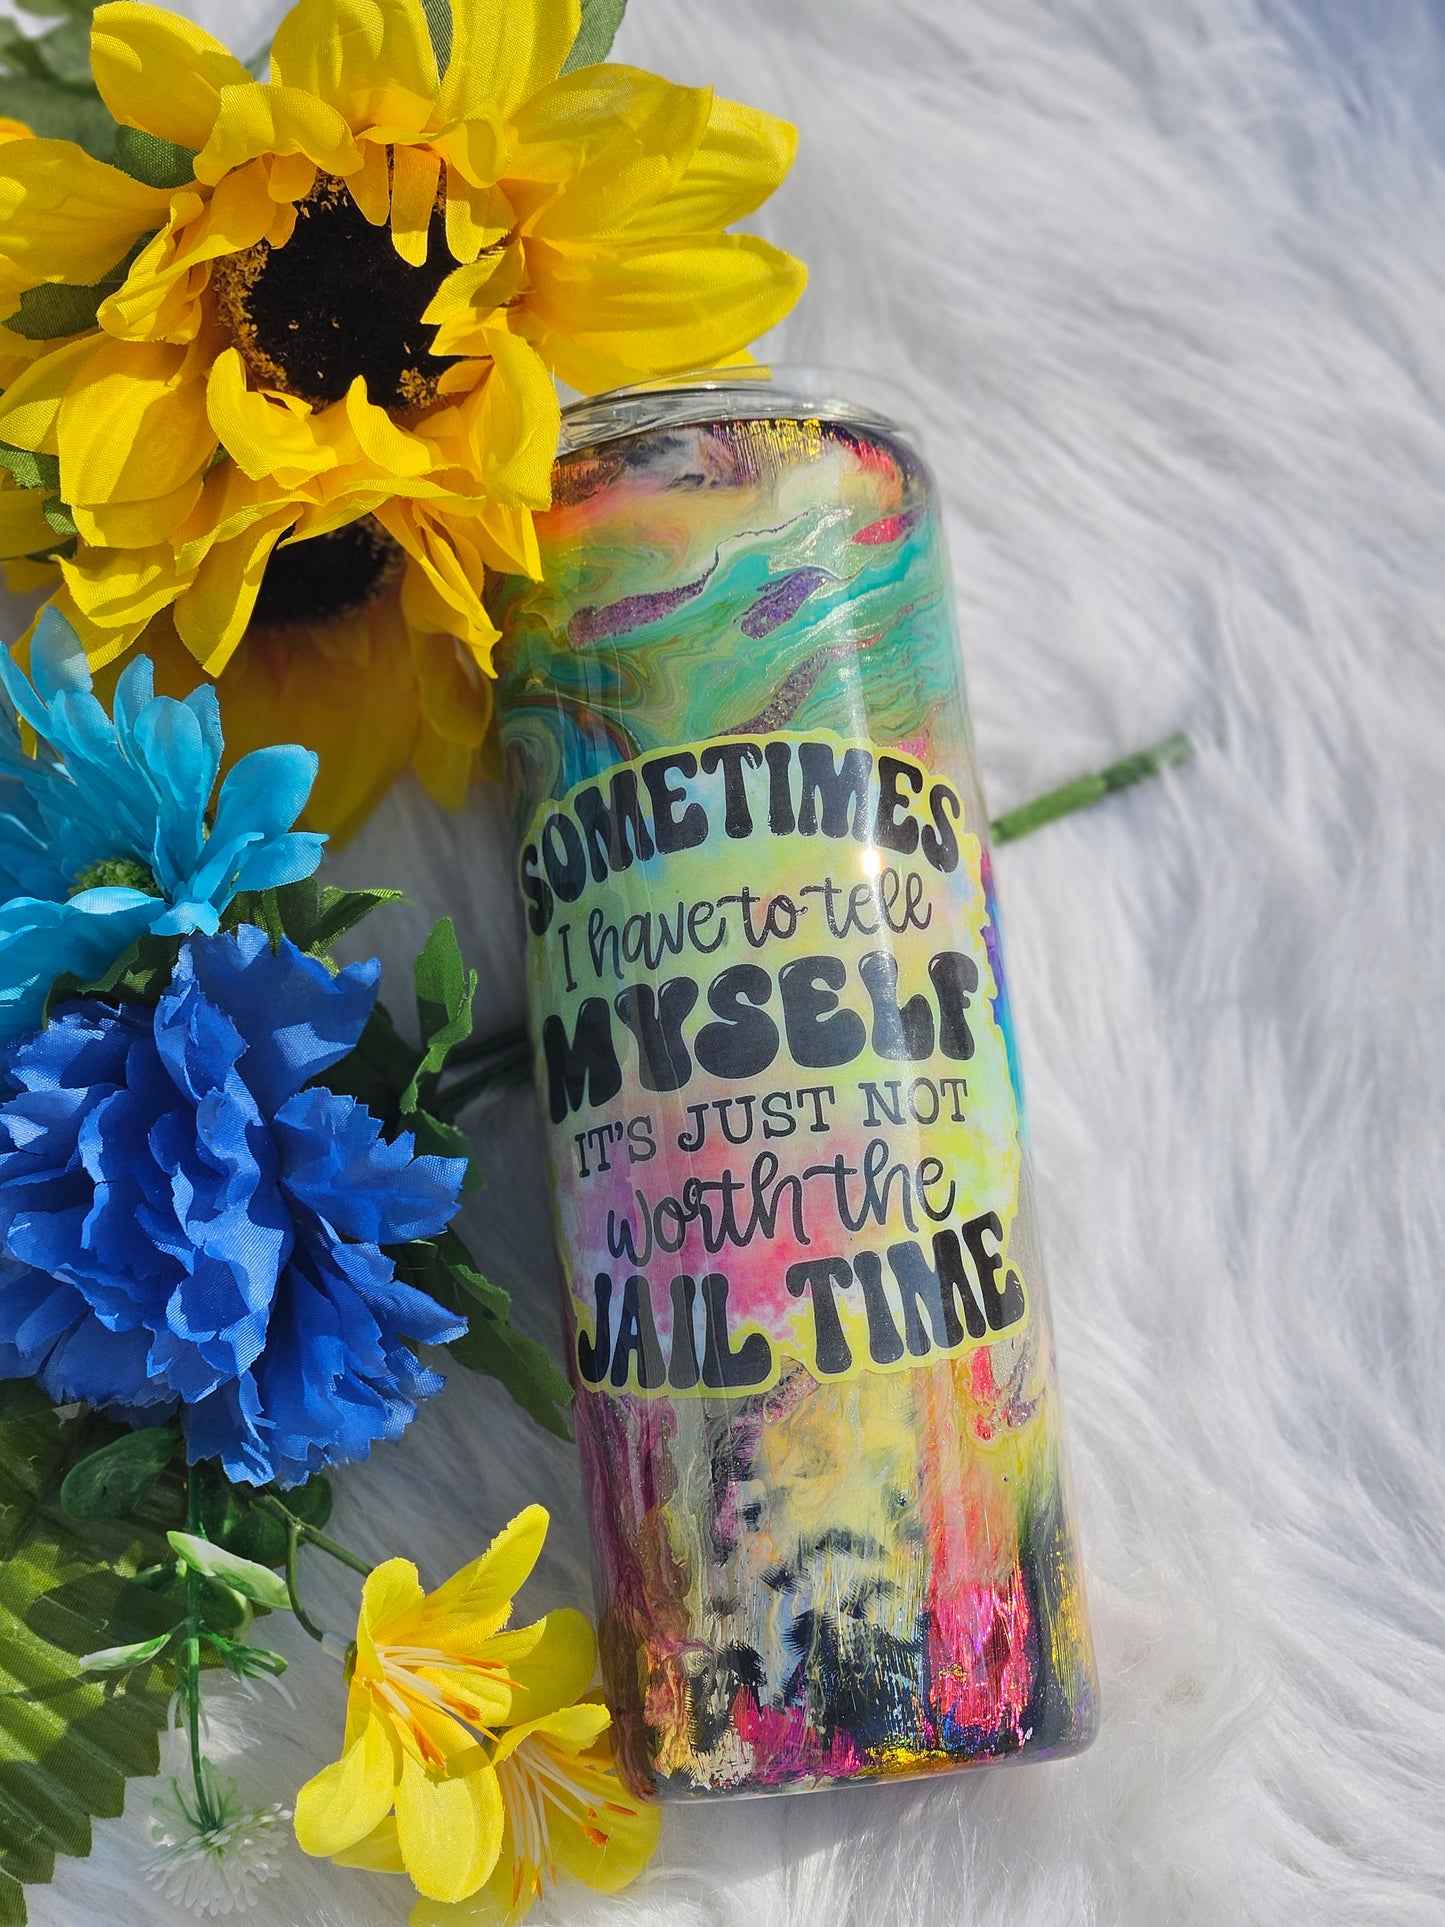 SOMETIMES
I have to tell
MYSELF
IT'S JUST NOT
worth the
JAIL TIME